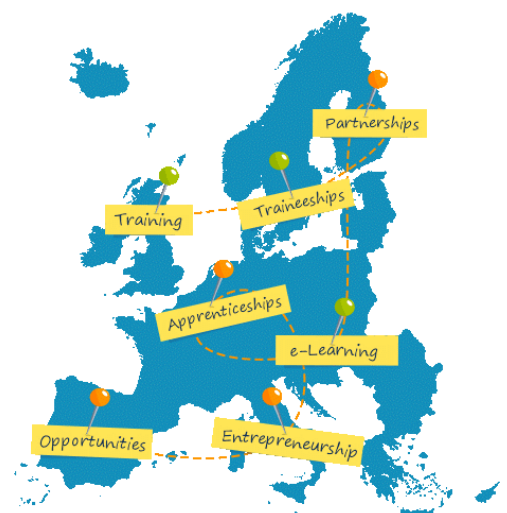 Partnerships
Traineeships
Training
Apprenticeships
e-Learning
Opportunities
Entrepreneurship